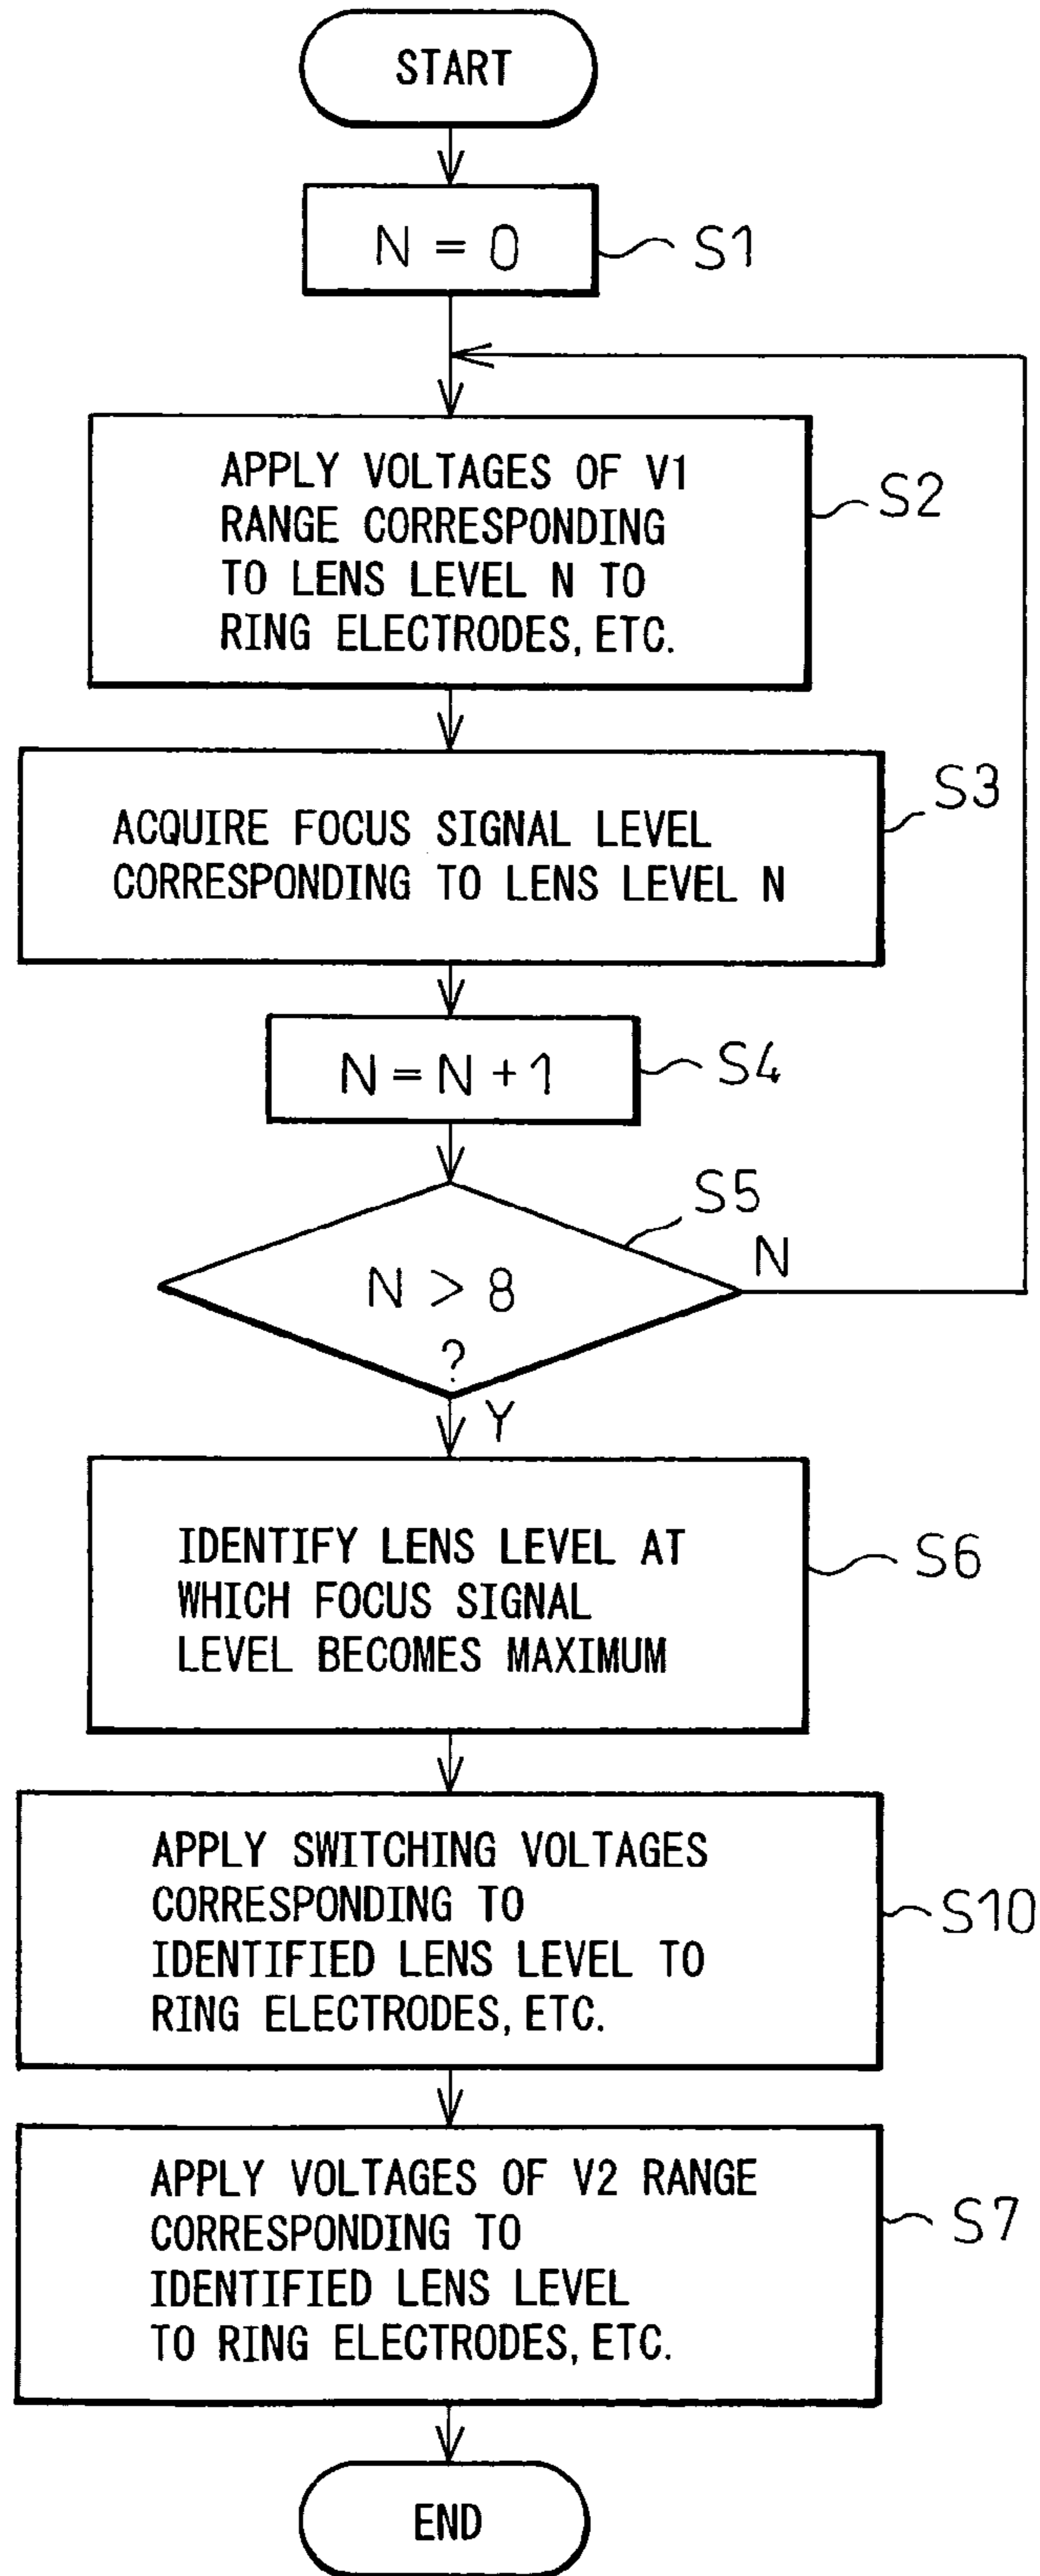 START
N = 0
S1
APPLY VOLTAGES OF V1
RANGE CORRESPONDING
TO LENS LEVEL N TO
RING ELECTRODES, ETC.
S2
ACQUIRE FOCUS SIGNAL LEVEL
CORRESPONDING TO LENS LEVEL N
S3
N = N + 1
S4
N > 8
?
S5
N
Y
IDENTIFY LENS LEVEL AT
WHICH FOCUS SIGNAL
LEVEL BECOMES MAXIMUM
S6
APPLY SWITCHING VOLTAGES
CORRESPONDING TO
IDENTIFIED LENS LEVEL TO
RING ELECTRODES, ETC.
S10
APPLY VOLTAGES OF V2 RANGE
CORRESPONDING TO
IDENTIFIED LENS LEVEL
TO RING ELECTRODES, ETC.
S7
END